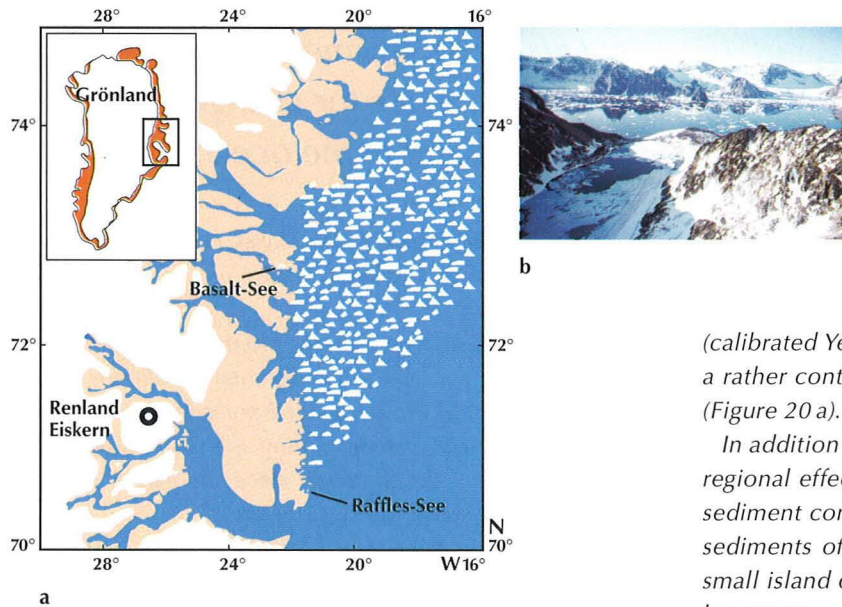 28°
24°
20°
16°
Grönland
74°
74°
Basalt-See
72°
72°
Renland
Eiskern
Raffles-See
N
70°
70°
28°
24°
20°
W 16°
a
b
(calibrated Ye
a rather cont
(Figure 20 a).
In addition
regional effec
sediment cor
sediments of
small island o